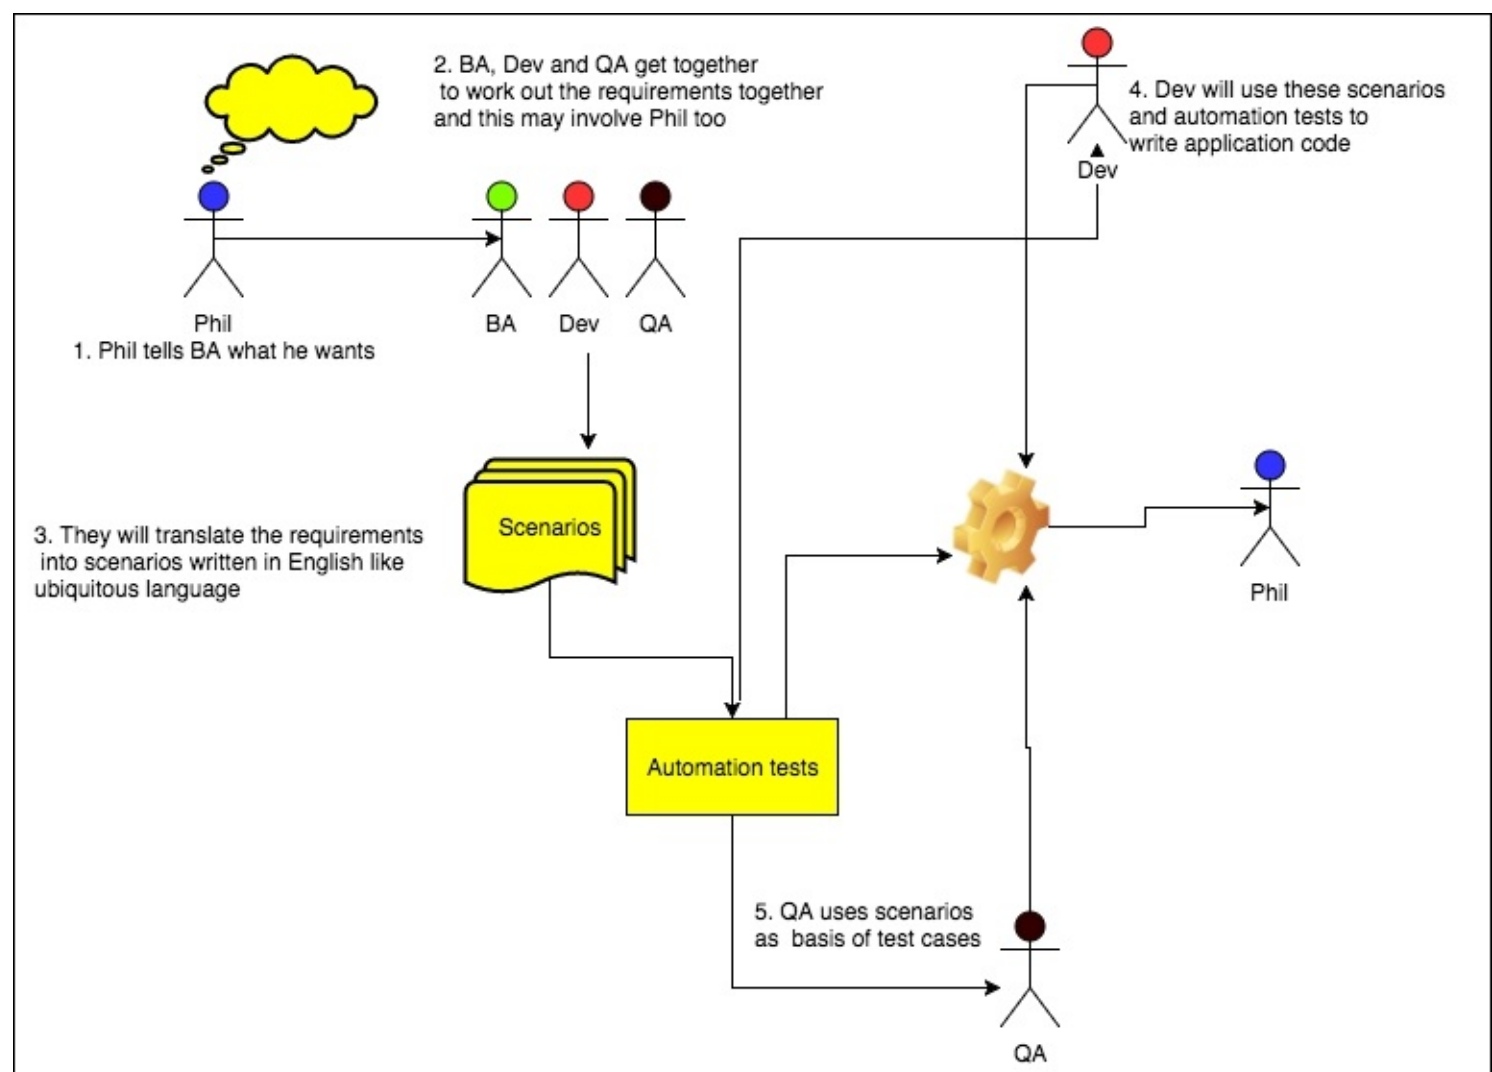 2. BA, Dev and QA get together
to work out the requirements together
and this may involve Phil too
4. Dev will use these scenarios
and automation tests to
write application code
Dev
Phil
BA
Dev
QA
1. Phil tells BA what he wants
Scenarios
3. They will translate the requirements
into scenarios written in English like
ubiquitous language
Phil
Automation tests
5. QA uses scenarios
as basis of test cases
QA